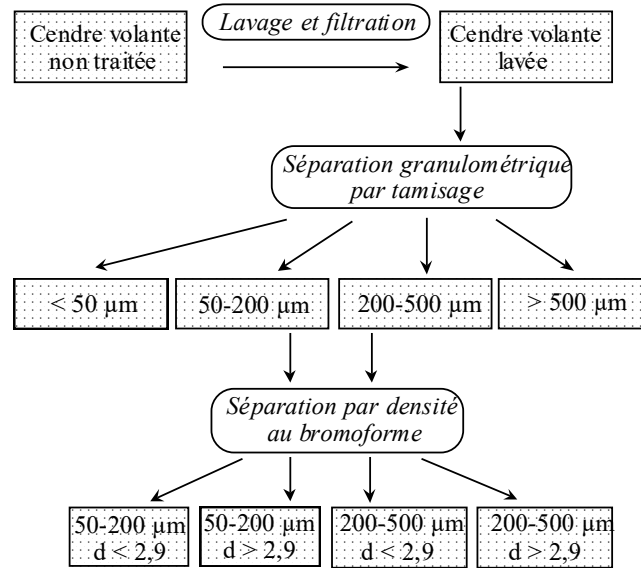 Cendre volante
non traitée
Lavage et filtration
Cendre volante
lavée
Séparation granulométrique
par tamisage
< 50 µm
50-200 µm
200-500 µm
> 500 µm
Séparation par densité
au bromoforme
50-200 µm
d < 2,9
50-200 µm
d > 2,9
200-500 µm
d < 2,9
200-500 µm
d > 2,9